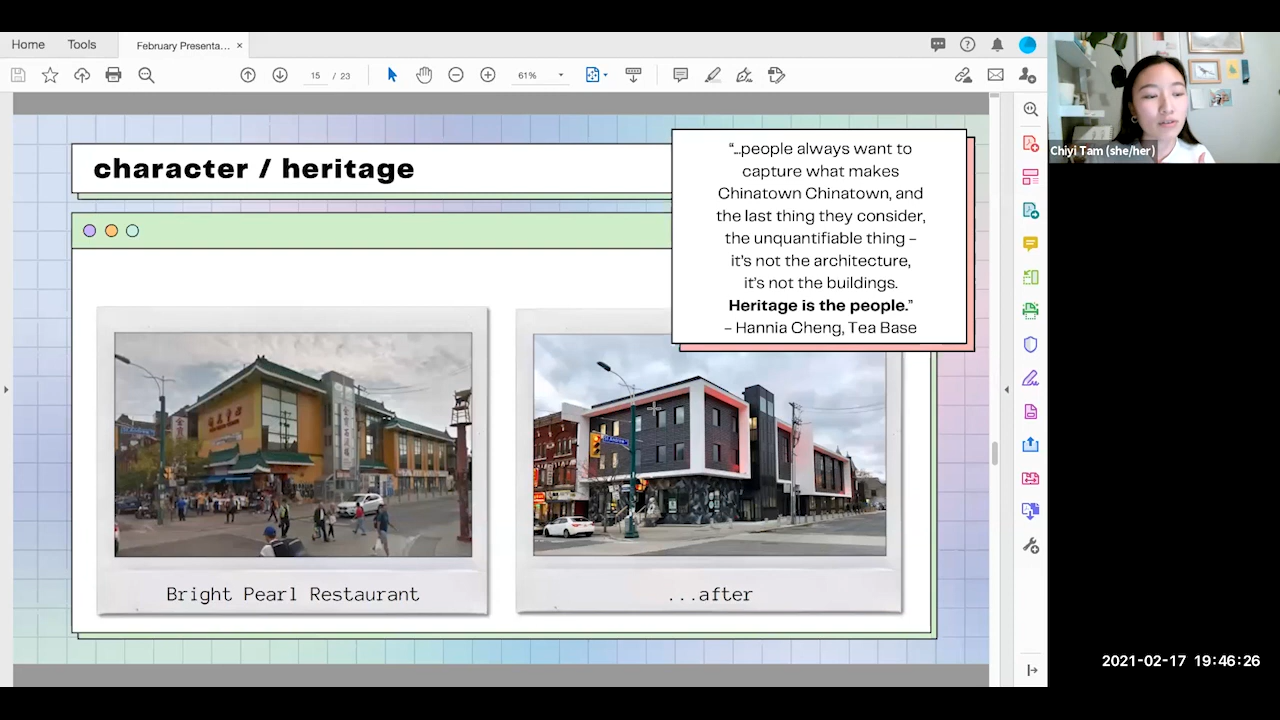 Home
Tools
February Presenta... ×
15 / 23
61%
character / heritage
“...people always want to
capture what makes
Chinatown Chinatown, and
the last thing they consider,
the unquantifiable thing –
it’s not the architecture,
it’s not the buildings.
Heritage is the people.”
– Hannia Cheng, Tea Base
Bright Pearl Restaurant
...after
Chiyi Tam (she/her)
2021-02-17 19:46:26